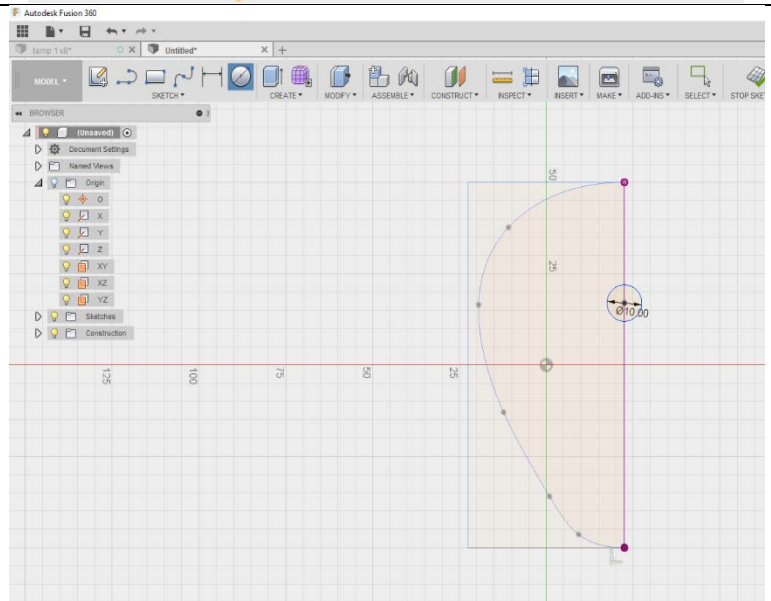 Autodesk Fusion 360
tamp 1 v8*
Untitled*
MODEL
SKETCH
CREATE
MODIFY
ASSEMBLE
CONSTRUCT
INSPECT
INSERT
MAKE
ADD-INS
SELECT
STOP SKE
BROWSER
(Unsaved)
Document Settings
Named Views
Origin
O
X
Y
Z
XY
XZ
YZ
Sketches
Construction
50
25
Ø10.00
125
100
75
50
25